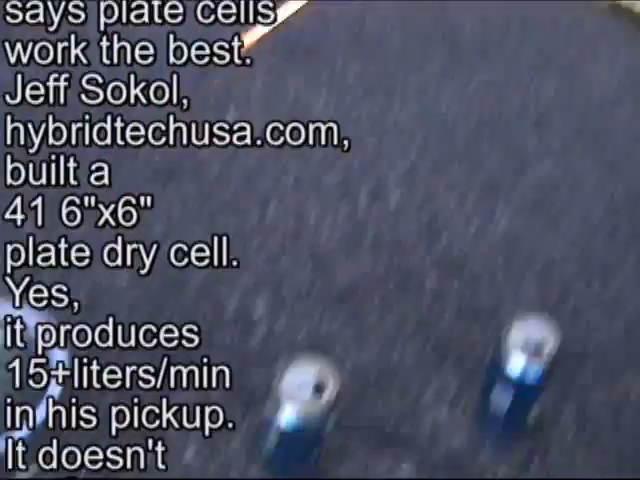 says plate cells
work the best.
Jeff Sokol,
hybridtechusa.com,
built a
41 6"x6"
plate dry cell.
Yes,
it produces
15+liters/min
in his pickup.
It doesn't